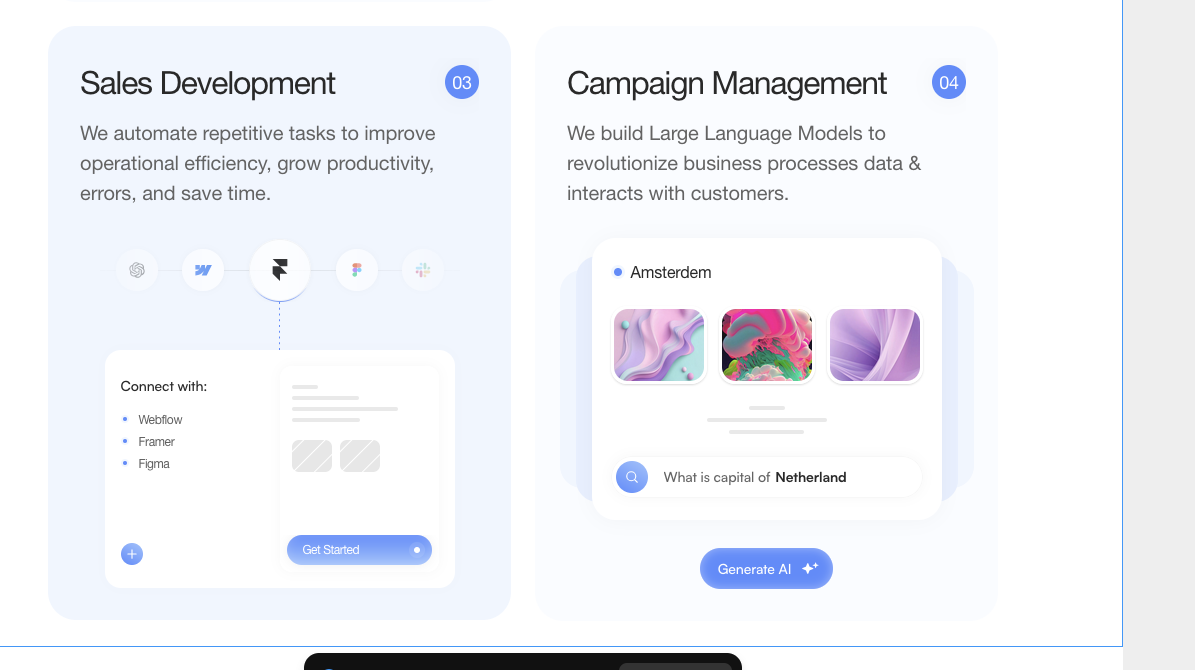 Sales Development
03
We automate repetitive tasks to improve
operational efficiency, grow productivity,
errors, and save time.
Connect with:
Webflow
Framer
Figma
Get Started
Campaign Management
04
We build Large Language Models to
revolutionize business processes data &
interacts with customers.
Amsterdem
What is capital of Netherland
Generate AI